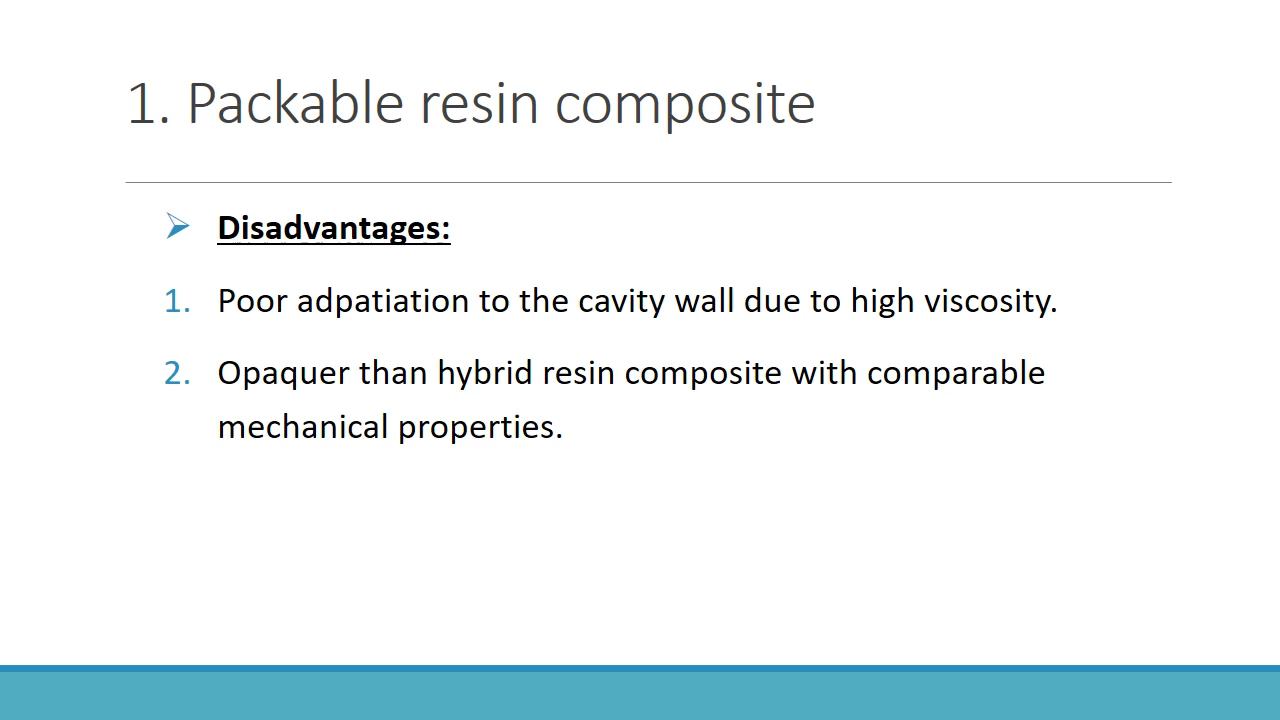 1. Packable resin composite
➢ Disadvantages:
1. Poor adpatiation to the cavity wall due to high viscosity.
2. Opaquer than hybrid resin composite with comparable
mechanical properties.